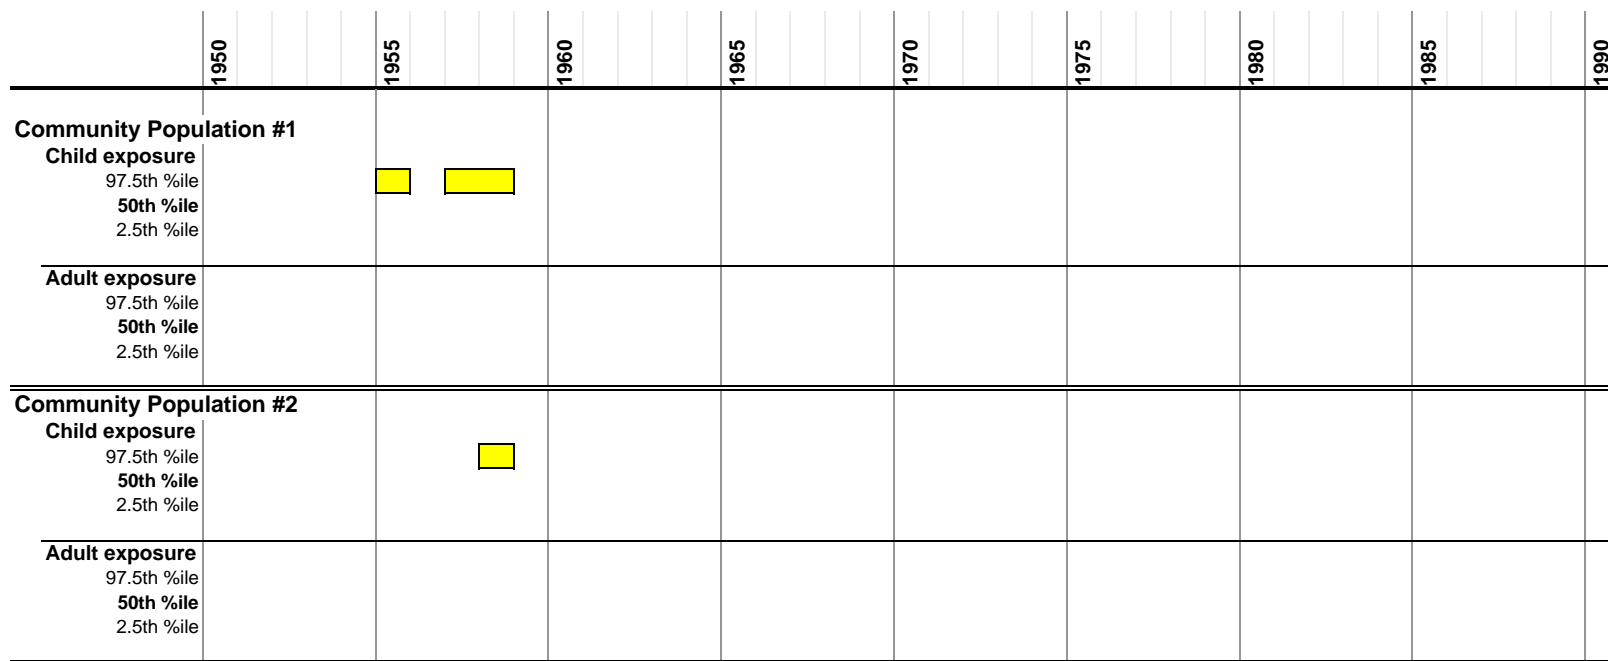 1950
1955
1960
1965
1970
1975
1980
1985
1990
Community Population #1
Child exposure
97.5th %ile
50th %ile
2.5th %ile
Adult exposure
97.5th %ile
50th %ile
2.5th %ile
Community Population #2
Child exposure
97.5th %ile
50th %ile
2.5th %ile
Adult exposure
97.5th %ile
50th %ile
2.5th %ile